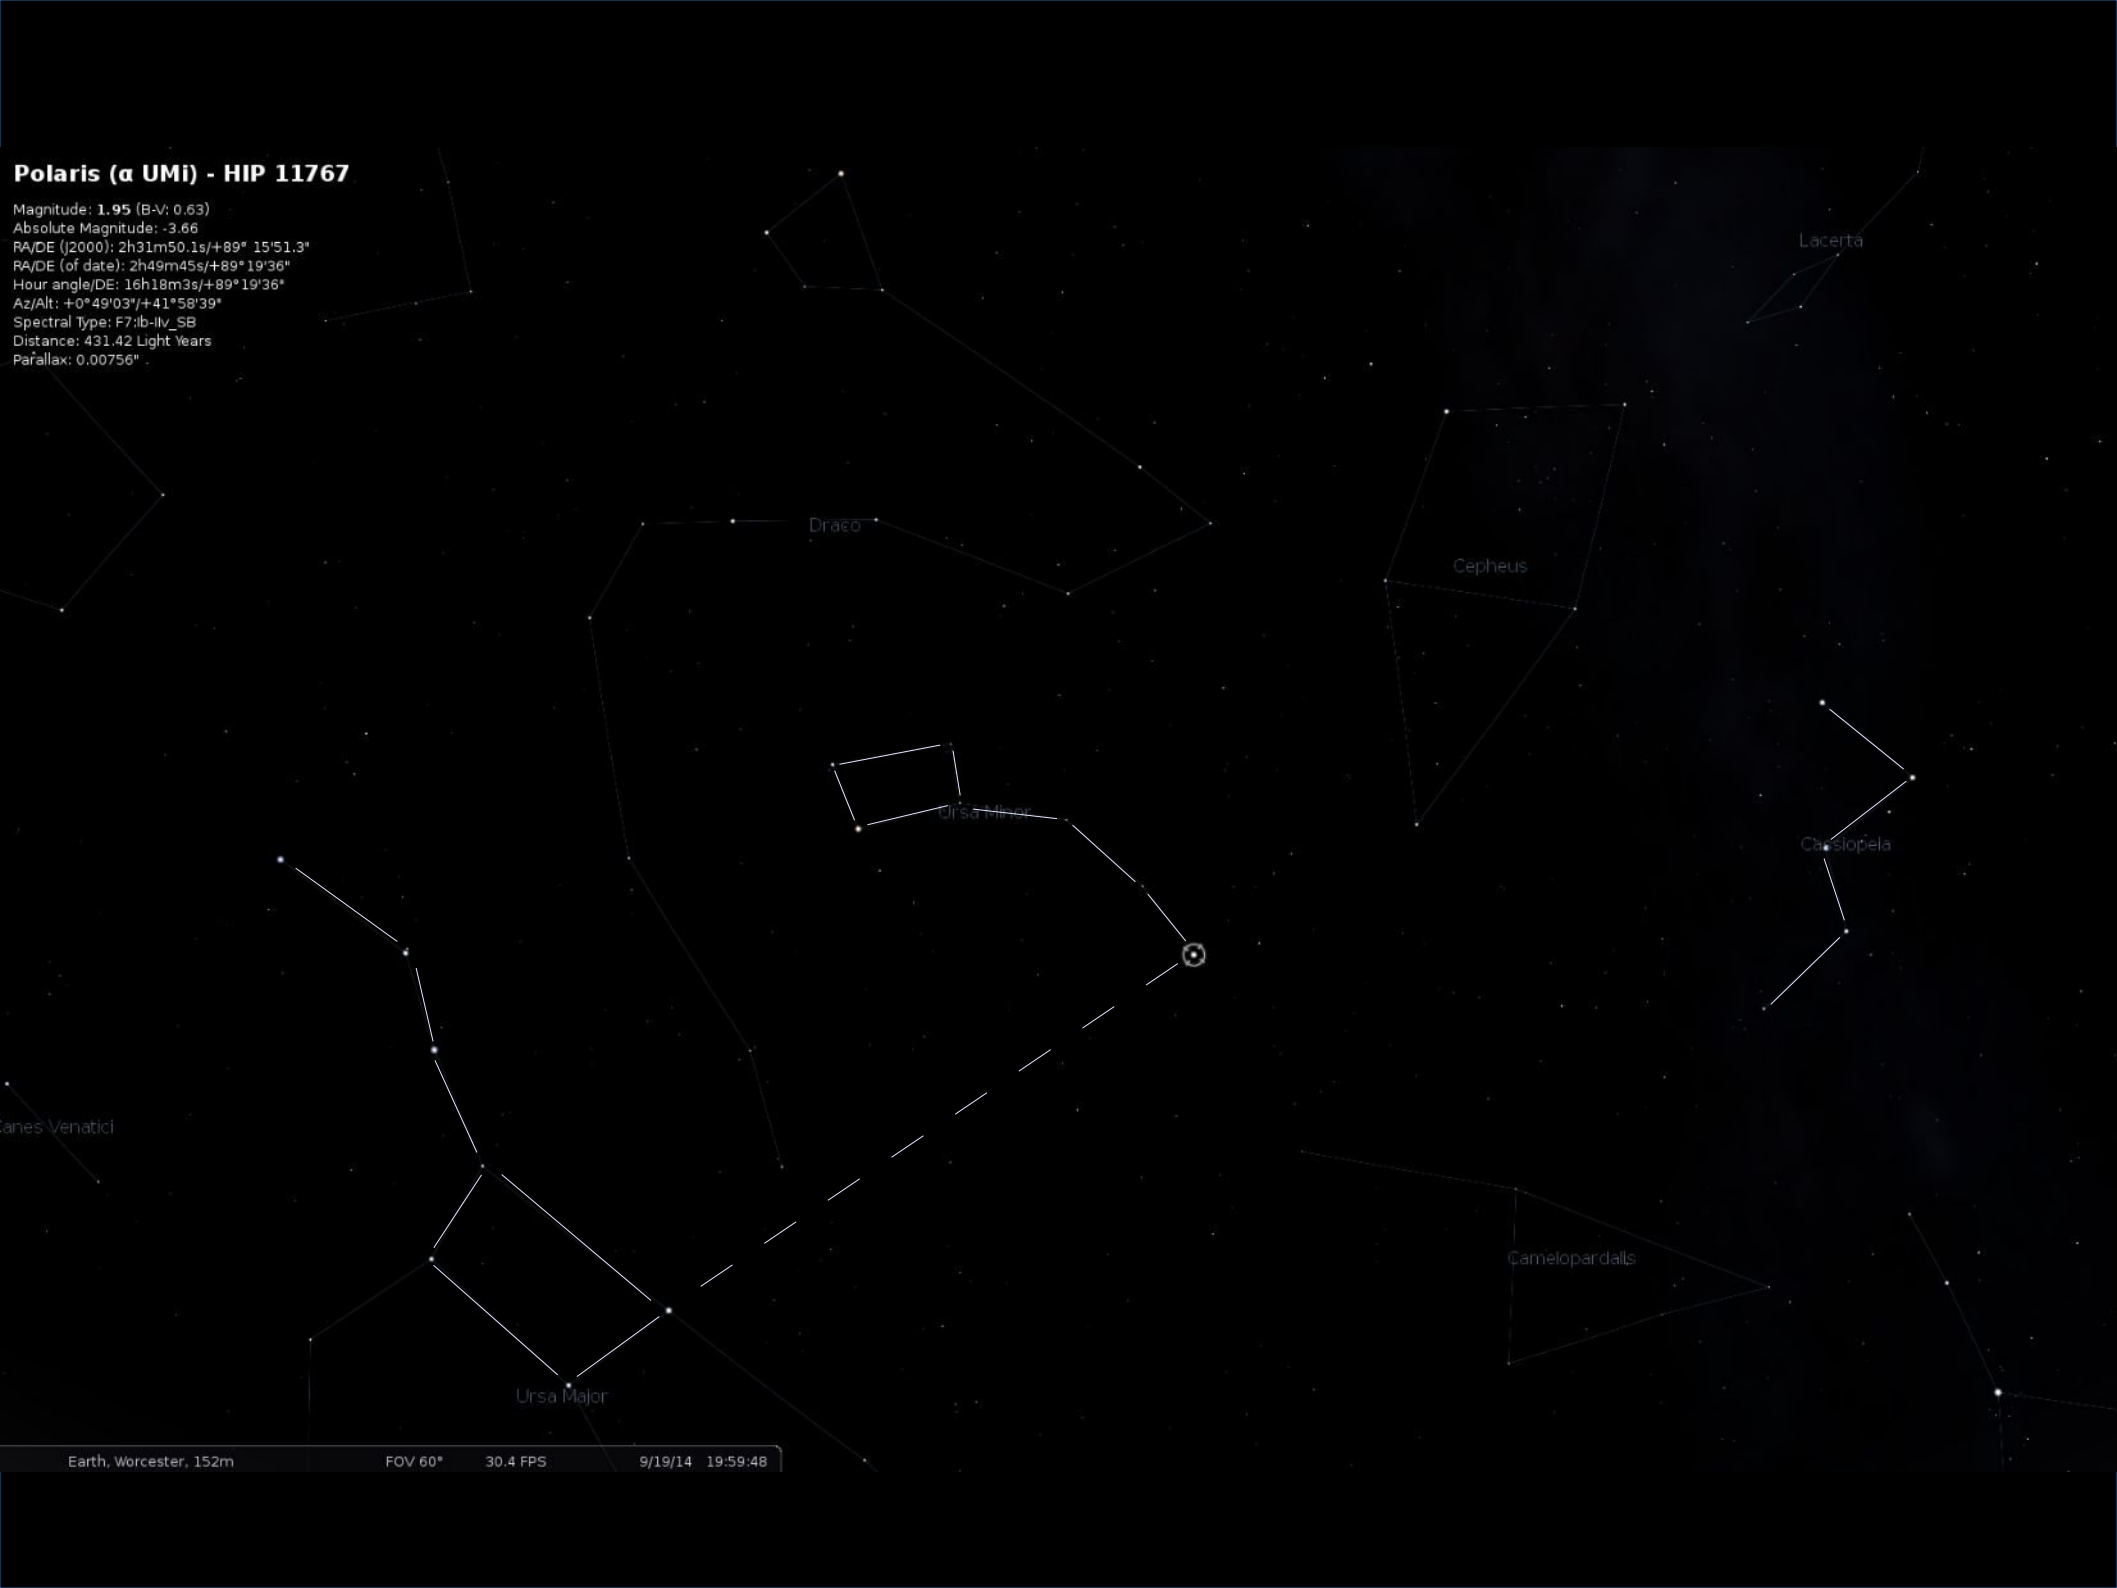 Polaris (α UMi) - HIP 11767
Magnitude: 1.95 (B-V: 0.63)
Absolute Magnitude: -3.66
RA/DE (J2000): 2h31m50.1s/+89° 15'51.3"
RA/DE (of date): 2h49m45s/+89°19'36"
Hour angle/DE: 16h18m3s/+89°19'36"
Az/Alt: +0°49'03"/+41°58'39"
Spectral Type: F7:Ib-IIv_SB
Distance: 431.42 Light Years
Parallax: 0.00756"
Lacerta
Draco
Cepheus
Ursa Minor
Cassiopeia
Canes Venatici
Camelopardalis
Ursa Major
Earth, Worcester, 152m FOV 60° 30.4 FPS 9/19/14 19:59:48